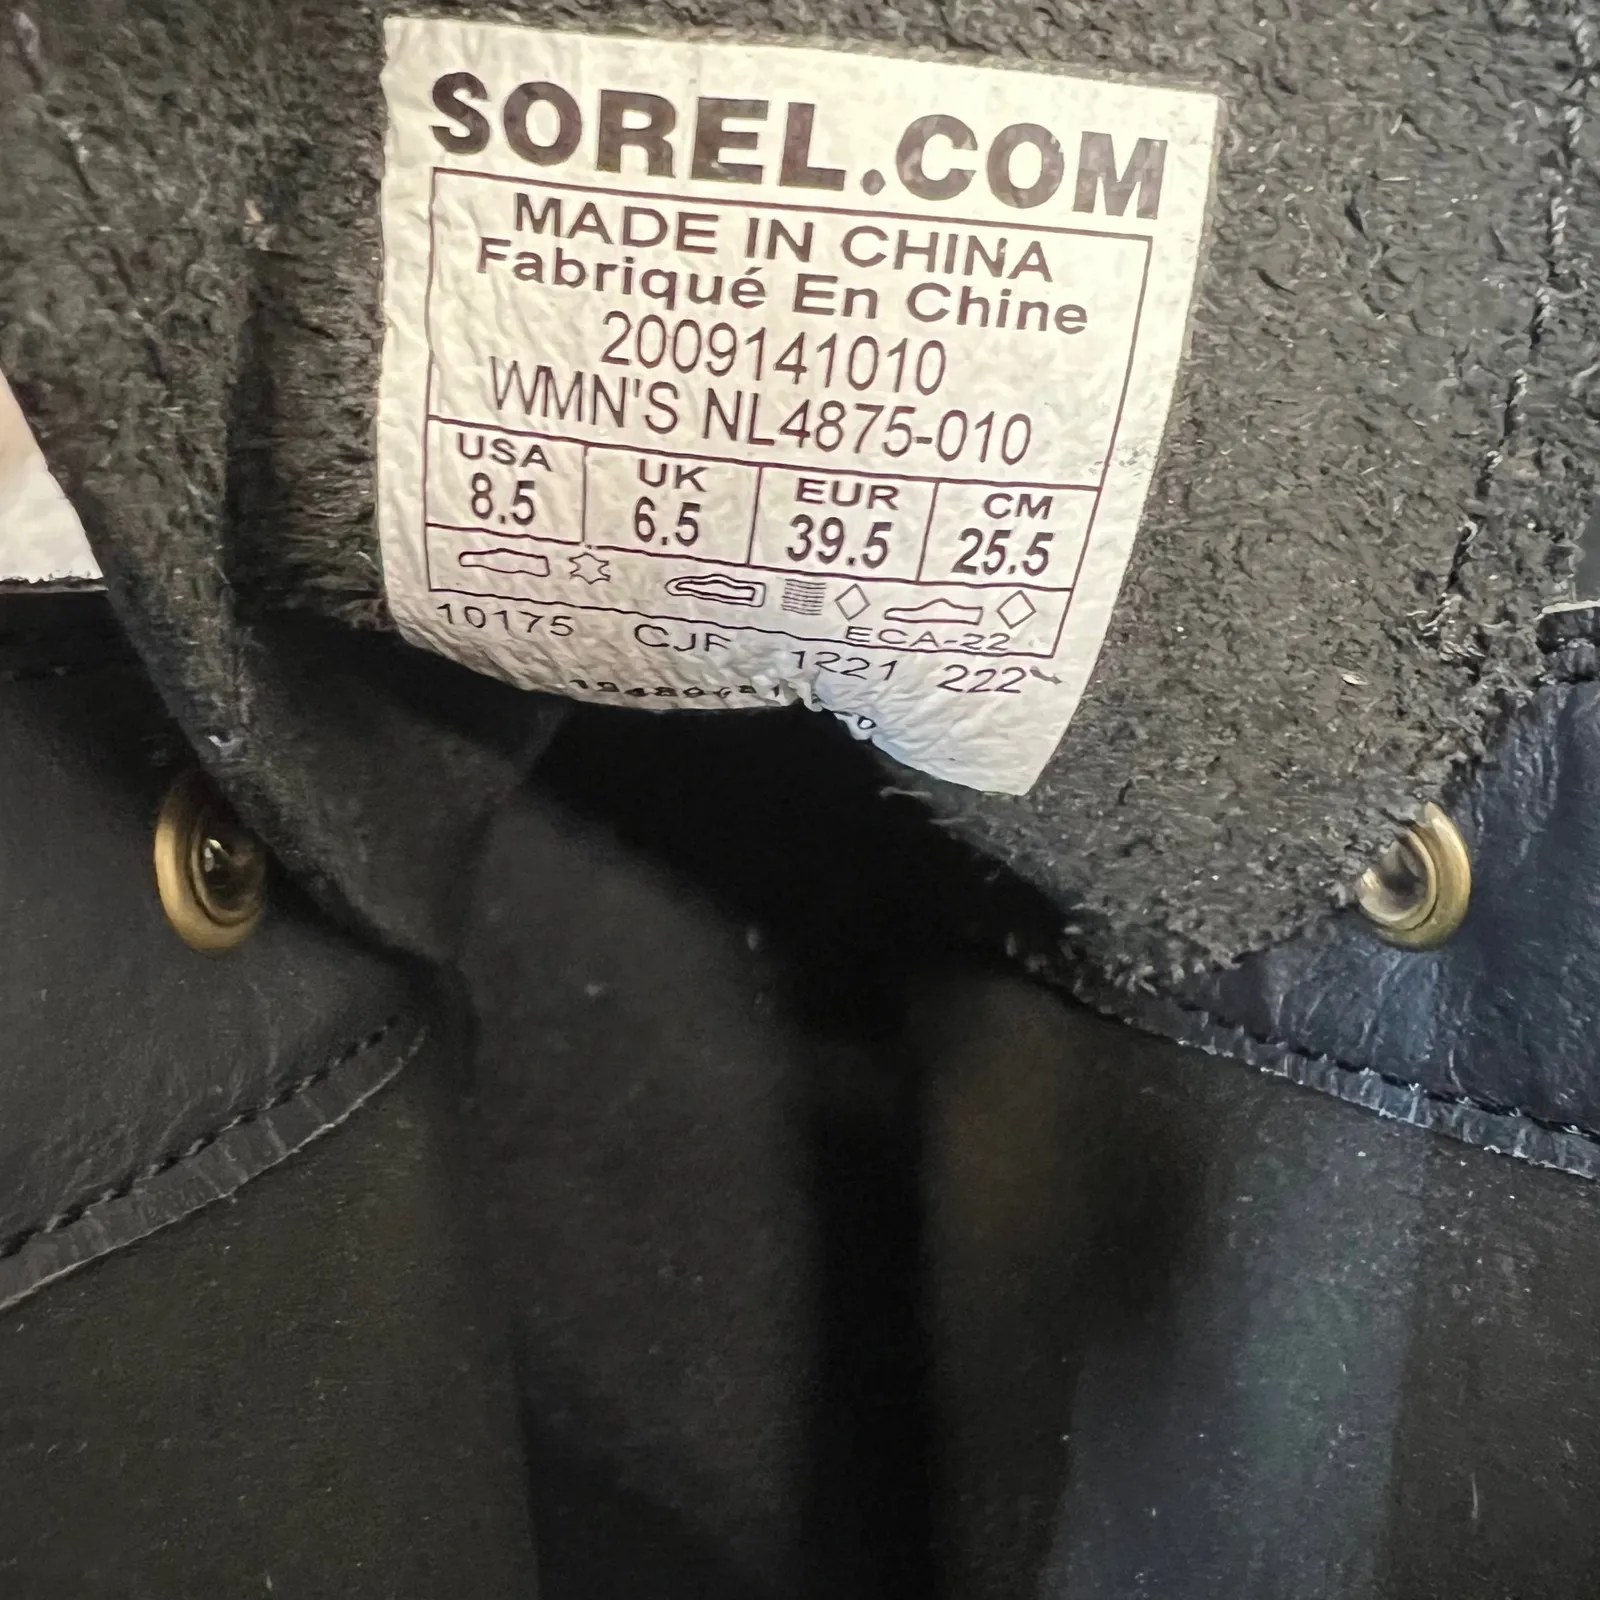 SOREL.COM
MADE IN CHINA
Fabriqué En Chine
2009141010
WMN'S NL4875-010
USA UK EUR CM
8.5 6.5 39.5 25.5
ECA-22
10175 CJF 1221 222